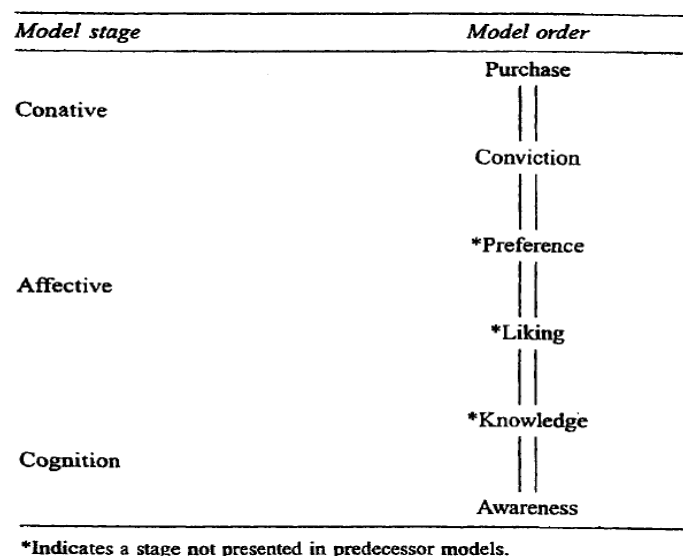 Model stage Model order
Purchase
Conative
Conviction
*Preference
Affective
*Liking
*Knowledge
Cognition
Awareness
*Indicates a stage not presented in predecessor models.